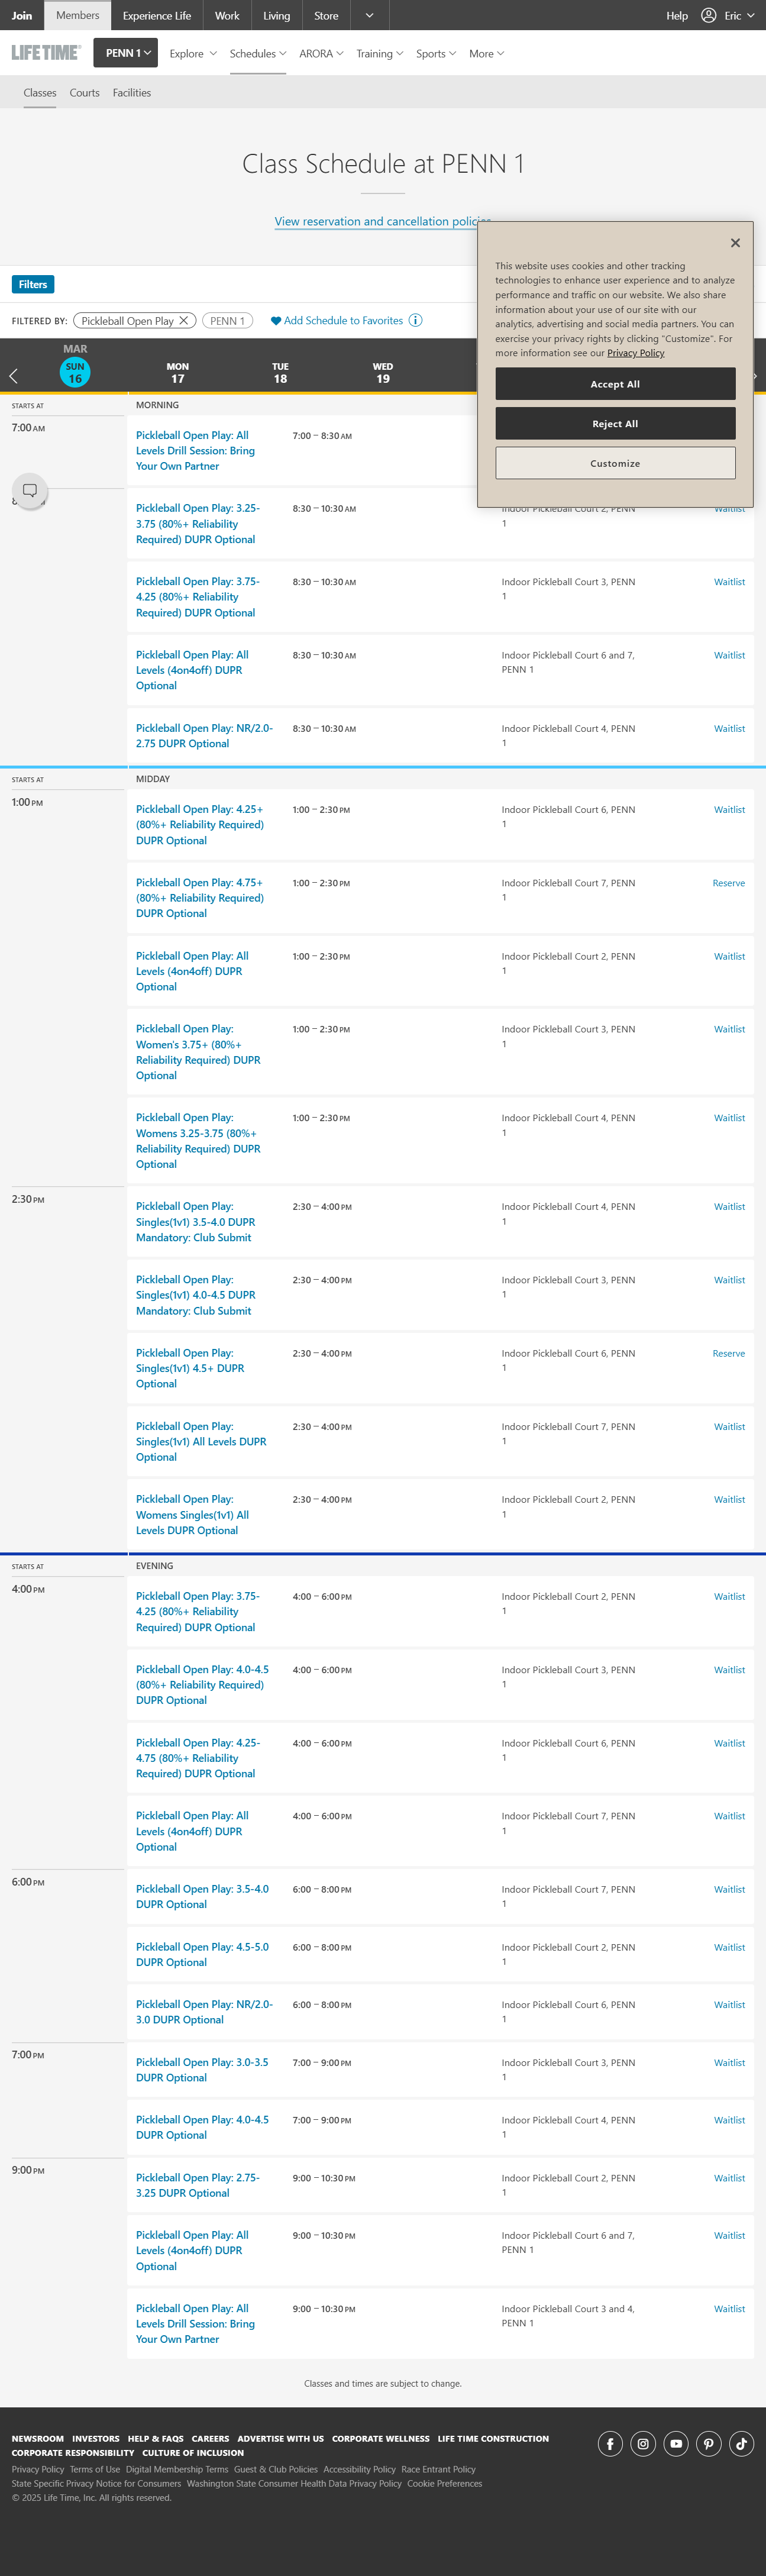 Join Members Experience Life Work Living Store Help Eric
LIFE TIME PENN 1 Explore Schedules ARORA Training Sports More
Classes Courts Facilities
Class Schedule at PENN 1
View reservation and cancellation policies
This website uses cookies and other tracking
technologies to enhance user experience and to analyze
performance and traffic on our website. We also share
information about your use of our site with our
analytics, advertising and social media partners. You can
exercise your privacy rights by clicking "Customize". For
more information see our Privacy Policy
Accept All
Reject All
Customize
Filters
FILTERED BY: Pickleball Open Play PENN 1 Add Schedule to Favorites
MAR
SUN MON TUE WED
16 17 18 19
STARTS AT MORNING
7:00 AM
Pickleball Open Play: All 7:00 – 8:30 AM
Levels Drill Session: Bring
Your Own Partner
Pickleball Open Play: 3.25- 8:30 – 10:30 AM Indoor Pickleball Court 2, PENN Waitlist
3.75 (80%+ Reliability 1
Required) DUPR Optional
Pickleball Open Play: 3.75- 8:30 – 10:30 AM Indoor Pickleball Court 3, PENN Waitlist
4.25 (80%+ Reliability 1
Required) DUPR Optional
Pickleball Open Play: All 8:30 – 10:30 AM Indoor Pickleball Court 6 and 7, Waitlist
Levels (4on4off) DUPR PENN 1
Optional
Pickleball Open Play: NR/2.0- 8:30 – 10:30 AM Indoor Pickleball Court 4, PENN Waitlist
2.75 DUPR Optional 1
STARTS AT MIDDAY
1:00 PM
Pickleball Open Play: 4.25+ 1:00 – 2:30 PM Indoor Pickleball Court 6, PENN Waitlist
(80%+ Reliability Required) 1
DUPR Optional
Pickleball Open Play: 4.75+ 1:00 – 2:30 PM Indoor Pickleball Court 7, PENN Reserve
(80%+ Reliability Required) 1
DUPR Optional
Pickleball Open Play: All 1:00 – 2:30 PM Indoor Pickleball Court 2, PENN Waitlist
Levels (4on4off) DUPR 1
Optional
Pickleball Open Play: 1:00 – 2:30 PM Indoor Pickleball Court 3, PENN Waitlist
Women's 3.75+ (80%+ 1
Reliability Required) DUPR
Optional
Pickleball Open Play: 1:00 – 2:30 PM Indoor Pickleball Court 4, PENN Waitlist
Womens 3.25-3.75 (80%+ 1
Reliability Required) DUPR
Optional
2:30 PM
Pickleball Open Play: 2:30 – 4:00 PM Indoor Pickleball Court 4, PENN Waitlist
Singles(1v1) 3.5-4.0 DUPR 1
Mandatory: Club Submit
Pickleball Open Play: 2:30 – 4:00 PM Indoor Pickleball Court 3, PENN Waitlist
Singles(1v1) 4.0-4.5 DUPR 1
Mandatory: Club Submit
Pickleball Open Play: 2:30 – 4:00 PM Indoor Pickleball Court 6, PENN Reserve
Singles(1v1) 4.5+ DUPR 1
Optional
Pickleball Open Play: 2:30 – 4:00 PM Indoor Pickleball Court 7, PENN Waitlist
Singles(1v1) All Levels DUPR 1
Optional
Pickleball Open Play: 2:30 – 4:00 PM Indoor Pickleball Court 2, PENN Waitlist
Womens Singles(1v1) All 1
Levels DUPR Optional
STARTS AT EVENING
4:00 PM
Pickleball Open Play: 3.75- 4:00 – 6:00 PM Indoor Pickleball Court 2, PENN Waitlist
4.25 (80%+ Reliability 1
Required) DUPR Optional
Pickleball Open Play: 4.0-4.5 4:00 – 6:00 PM Indoor Pickleball Court 3, PENN Waitlist
(80%+ Reliability Required) 1
DUPR Optional
Pickleball Open Play: 4.25- 4:00 – 6:00 PM Indoor Pickleball Court 6, PENN Waitlist
4.75 (80%+ Reliability 1
Required) DUPR Optional
Pickleball Open Play: All 4:00 – 6:00 PM Indoor Pickleball Court 7, PENN Waitlist
Levels (4on4off) DUPR 1
Optional
6:00 PM
Pickleball Open Play: 3.5-4.0 6:00 – 8:00 PM Indoor Pickleball Court 7, PENN Waitlist
DUPR Optional 1
Pickleball Open Play: 4.5-5.0 6:00 – 8:00 PM Indoor Pickleball Court 2, PENN Waitlist
DUPR Optional 1
Pickleball Open Play: NR/2.0- 6:00 – 8:00 PM Indoor Pickleball Court 6, PENN Waitlist
3.0 DUPR Optional 1
7:00 PM
Pickleball Open Play: 3.0-3.5 7:00 – 9:00 PM Indoor Pickleball Court 3, PENN Waitlist
DUPR Optional 1
Pickleball Open Play: 4.0-4.5 7:00 – 9:00 PM Indoor Pickleball Court 4, PENN Waitlist
DUPR Optional 1
9:00 PM
Pickleball Open Play: 2.75- 9:00 – 10:30 PM Indoor Pickleball Court 2, PENN Waitlist
3.25 DUPR Optional 1
Pickleball Open Play: All 9:00 – 10:30 PM Indoor Pickleball Court 6 and 7, Waitlist
Levels (4on4off) DUPR PENN 1
Optional
Pickleball Open Play: All 9:00 – 10:30 PM Indoor Pickleball Court 3 and 4, Waitlist
Levels Drill Session: Bring PENN 1
Your Own Partner
Classes and times are subject to change.
NEWSROOM INVESTORS HELP & FAQS CAREERS ADVERTISE WITH US CORPORATE WELLNESS LIFE TIME CONSTRUCTION
CORPORATE RESPONSIBILITY CULTURE OF INCLUSION
Privacy Policy Terms of Use Digital Membership Terms Guest & Club Policies Accessibility Policy Race Entrant Policy
State Specific Privacy Notice for Consumers Washington State Consumer Health Data Privacy Policy Cookie Preferences
© 2025 Life Time, Inc. All rights reserved.